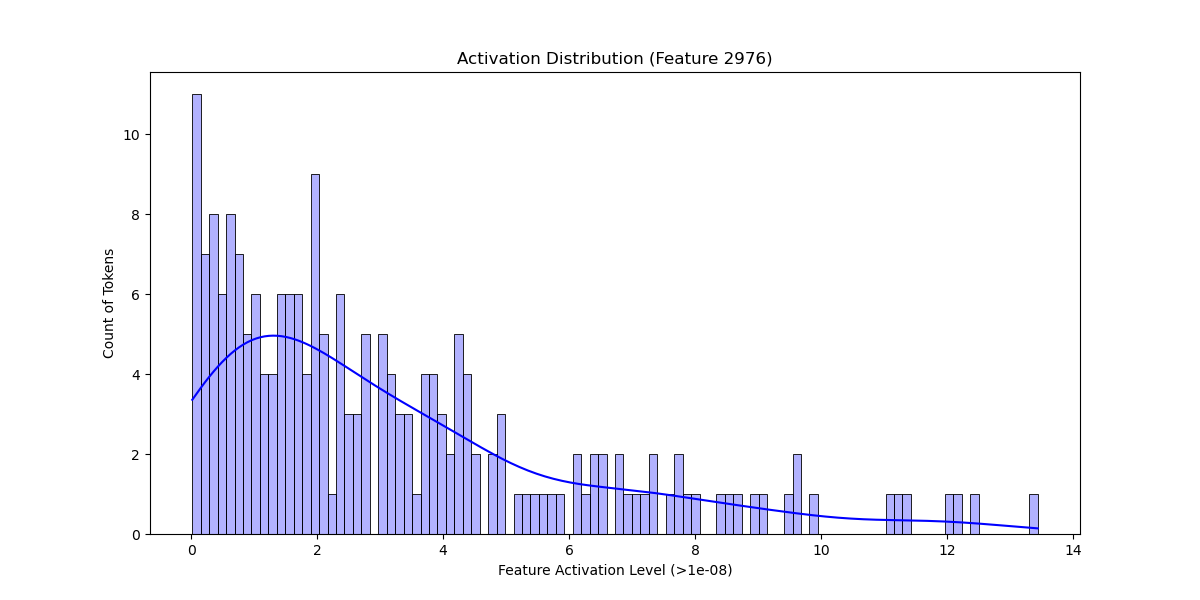 Activation Distribution (Feature 2976)
Count of Tokens
10
8
6
4
2
0
0 2 4 6 8 10 12 14
Feature Activation Level (>1e-08)